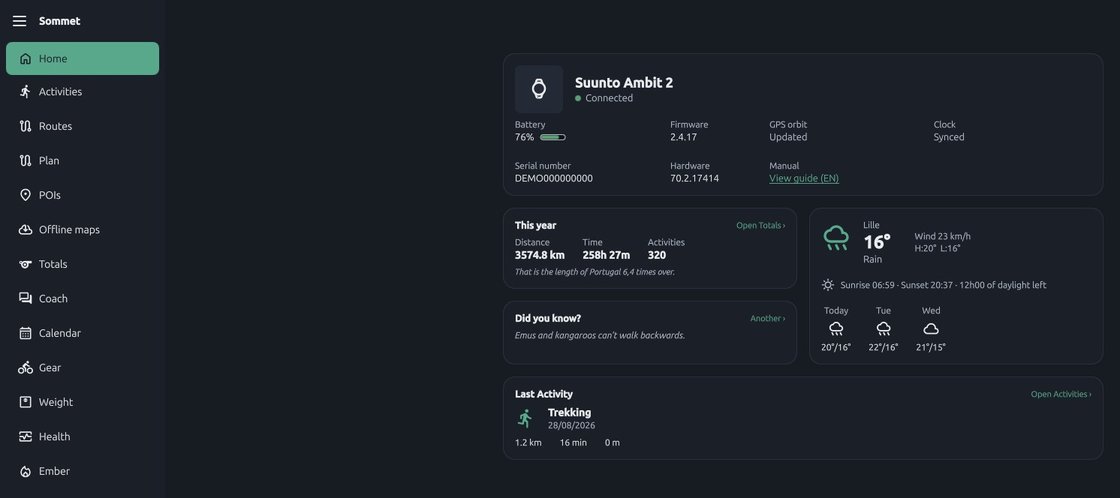 Sommet
Home
Activities
Routes
Plan
POIs
Offline maps
Totals
Coach
Calendar
Gear
Weight
Health
Ember
Suunto Ambit 2
Connected
Battery
76%
Firmware
2.4.17
GPS orbit
Updated
Clock
Synced
Serial number
DEMO000000000
Hardware
70.2.17414
Manual
View guide (EN)
This year
Open Totals ›
Distance
3574.8 km
Time
258h 27m
Activities
320
That is the length of Portugal 6,4 times over.
Did you know?
Another ›
Emus and kangaroos can't walk backwards.
Lille
16°
Rain
Wind 23 km/h
H:20° L:16°
Sunrise 06:59 · Sunset 20:37 · 12h00 of daylight left
Today
20°/16°
Tue
22°/16°
Wed
21°/15°
Last Activity
Open Activities ›
Trekking
28/08/2026
1.2 km 16 min 0 m